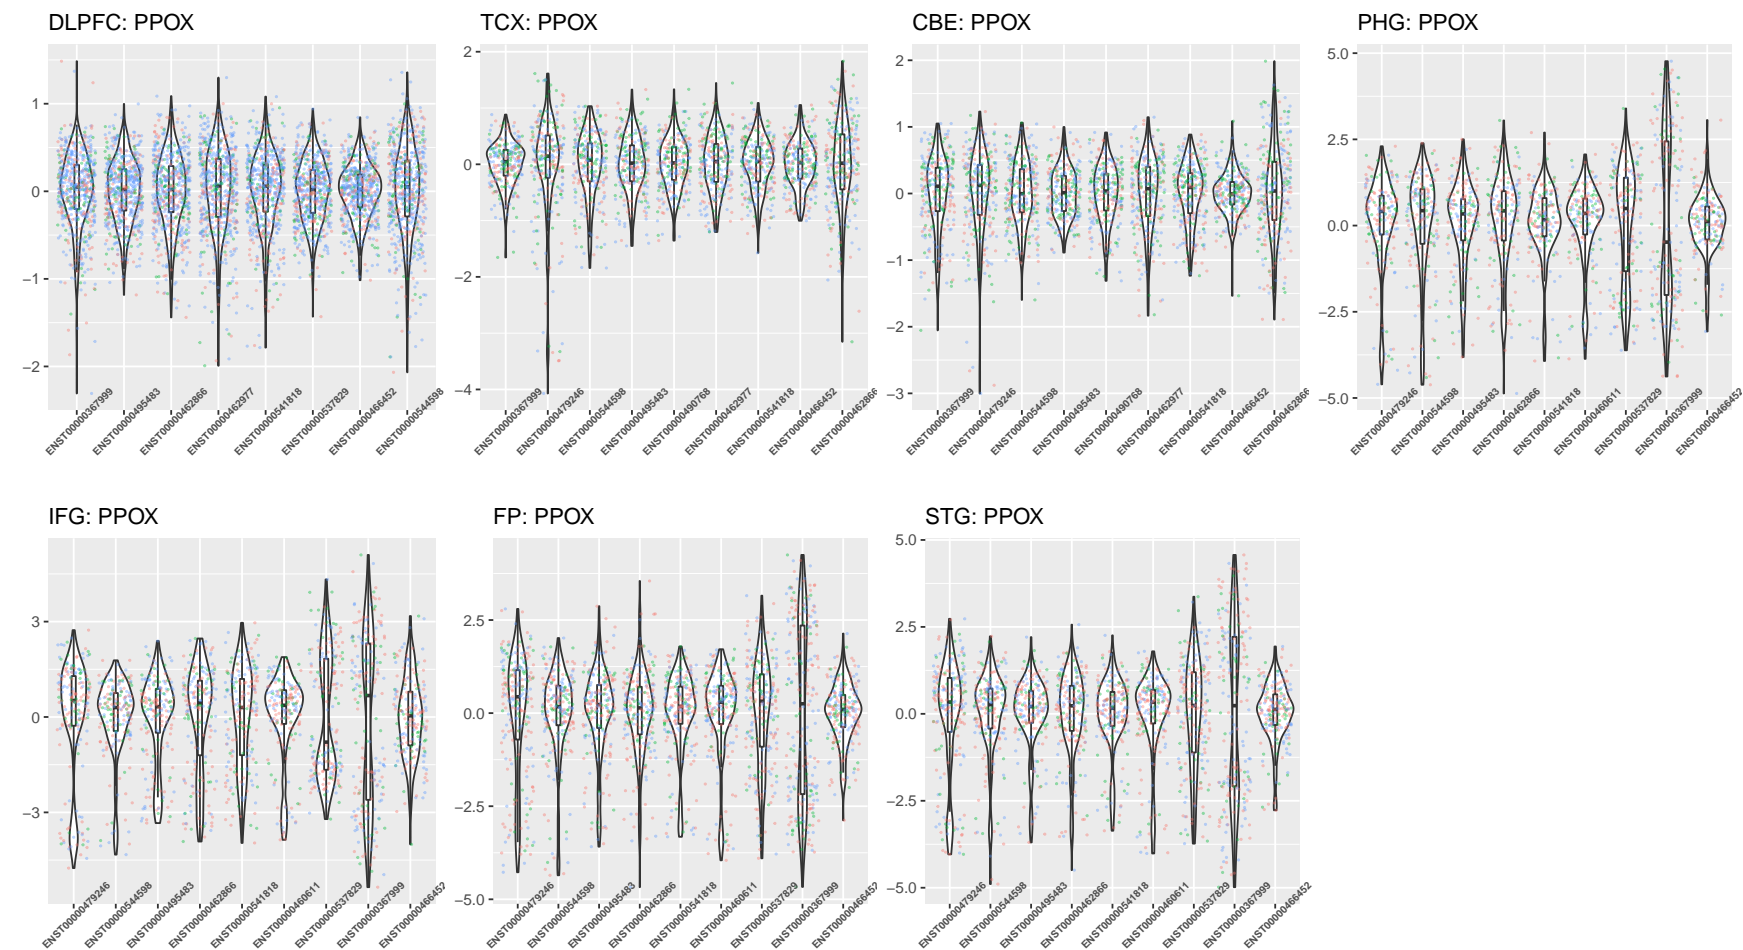 DLPFC: PPOX
1
0
−1
−2
ENST00000367999
ENST00000495483
ENST00000462866
ENST00000462977
ENST00000541818
ENST00000537829
ENST00000466452
ENST00000544598
TCX: PPOX
2
0
−2
−4
ENST00000367999
ENST00000479246
ENST00000544598
ENST00000495483
ENST00000490768
ENST00000462977
ENST00000541818
ENST00000466452
ENST00000462866
CBE: PPOX
2
1
0
−1
−2
−3
ENST00000367999
ENST00000479246
ENST00000544598
ENST00000495483
ENST00000490768
ENST00000462977
ENST00000541818
ENST00000466452
ENST00000462866
PHG: PPOX
5.0
2.5
0.0
−2.5
−5.0
ENST00000479246
ENST00000544598
ENST00000495483
ENST00000462866
ENST00000541818
ENST00000460611
ENST00000537829
ENST00000367999
ENST00000466452
IFG: PPOX
3
0
−3
ENST00000479246
ENST00000544598
ENST00000495483
ENST00000462866
ENST00000541818
ENST00000460611
ENST00000537829
ENST00000367999
ENST00000466452
FP: PPOX
2.5
0.0
−2.5
−5.0
ENST00000479246
ENST00000544598
ENST00000495483
ENST00000462866
ENST00000541818
ENST00000460611
ENST00000537829
ENST00000367999
ENST00000466452
STG: PPOX
5.0
2.5
0.0
−2.5
−5.0
ENST00000479246
ENST00000544598
ENST00000495483
ENST00000462866
ENST00000541818
ENST00000460611
ENST00000537829
ENST00000367999
ENST00000466452